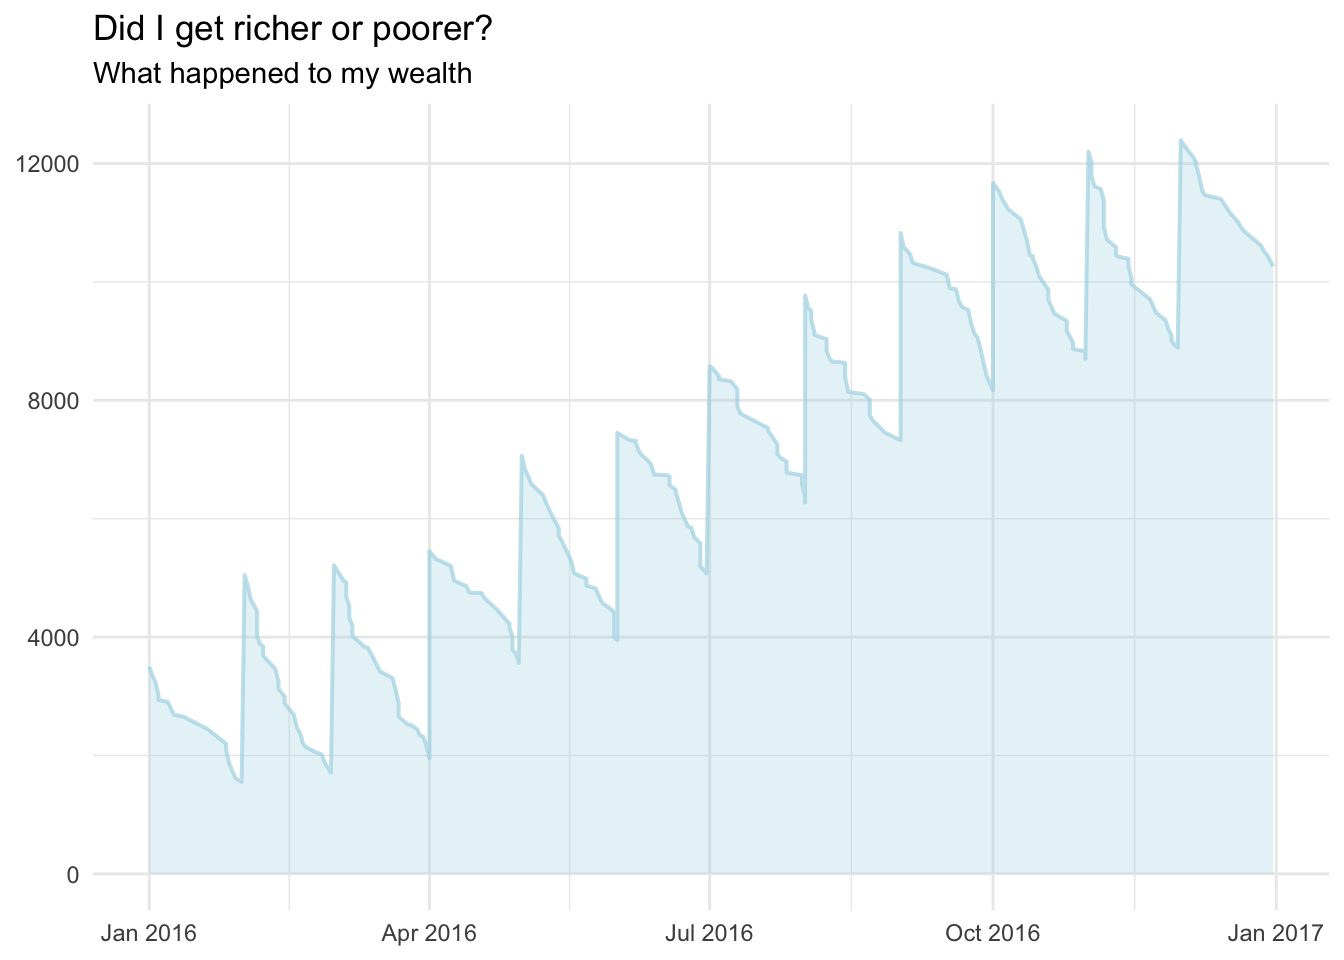 Did I get richer or poorer?
What happened to my wealth
12000
8000
4000
0
Jan 2016 Apr 2016 Jul 2016 Oct 2016 Jan 2017